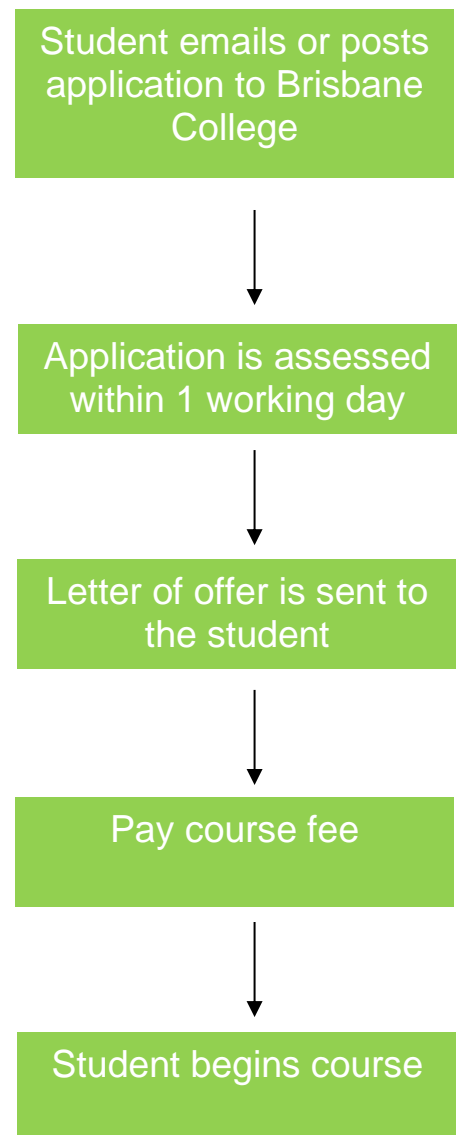 Student emails or posts
application to Brisbane
College
Application is assessed
within 1 working day
Letter of offer is sent to
the student
Pay course fee
Student begins course